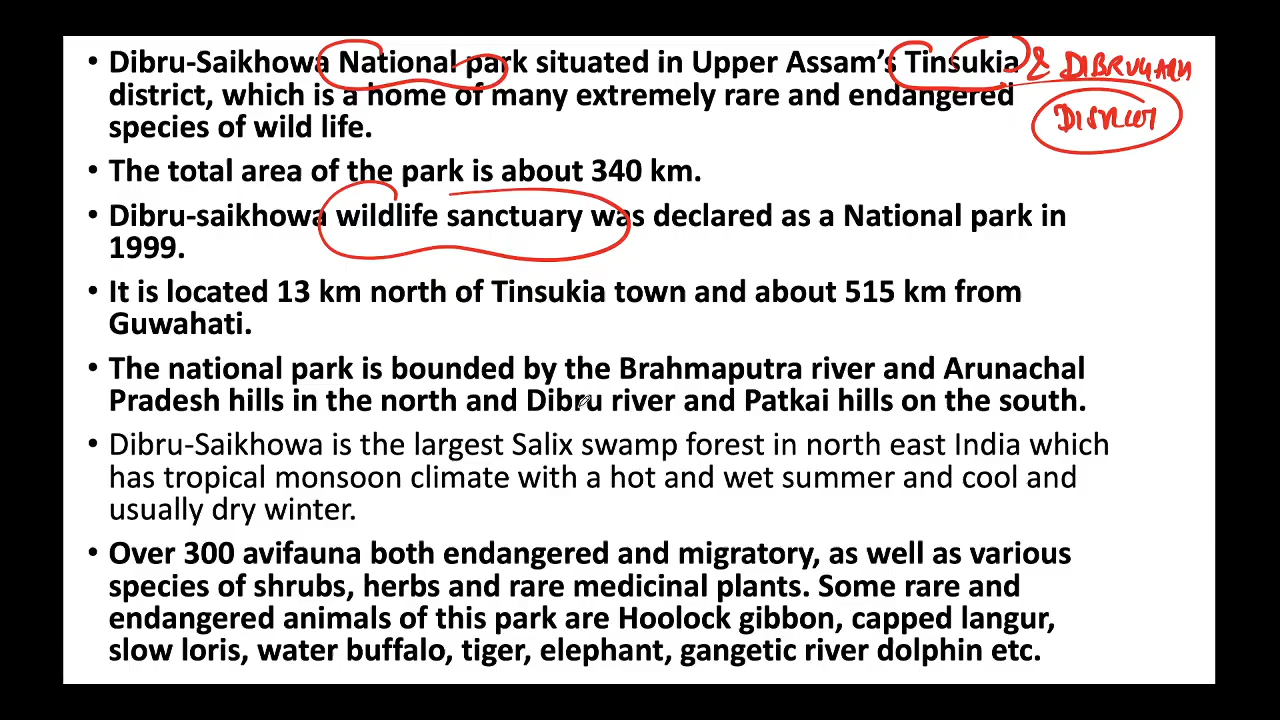 • Dibru-Saikhowa National park situated in Upper Assam's Tinsukia & DIBRUGARH
district, which is a home of many extremely rare and endangered DISTRICT
species of wild life.
• The total area of the park is about 340 km.
• Dibru-saikhowa wildlife sanctuary was declared as a National park in
1999.
• It is located 13 km north of Tinsukia town and about 515 km from
Guwahati.
• The national park is bounded by the Brahmaputra river and Arunachal
Pradesh hills in the north and Dibru river and Patkai hills on the south.
• Dibru-Saikhowa is the largest Salix swamp forest in north east India which
has tropical monsoon climate with a hot and wet summer and cool and
usually dry winter.
• Over 300 avifauna both endangered and migratory, as well as various
species of shrubs, herbs and rare medicinal plants. Some rare and
endangered animals of this park are Hoolock gibbon, capped langur,
slow loris, water buffalo, tiger, elephant, gangetic river dolphin etc.